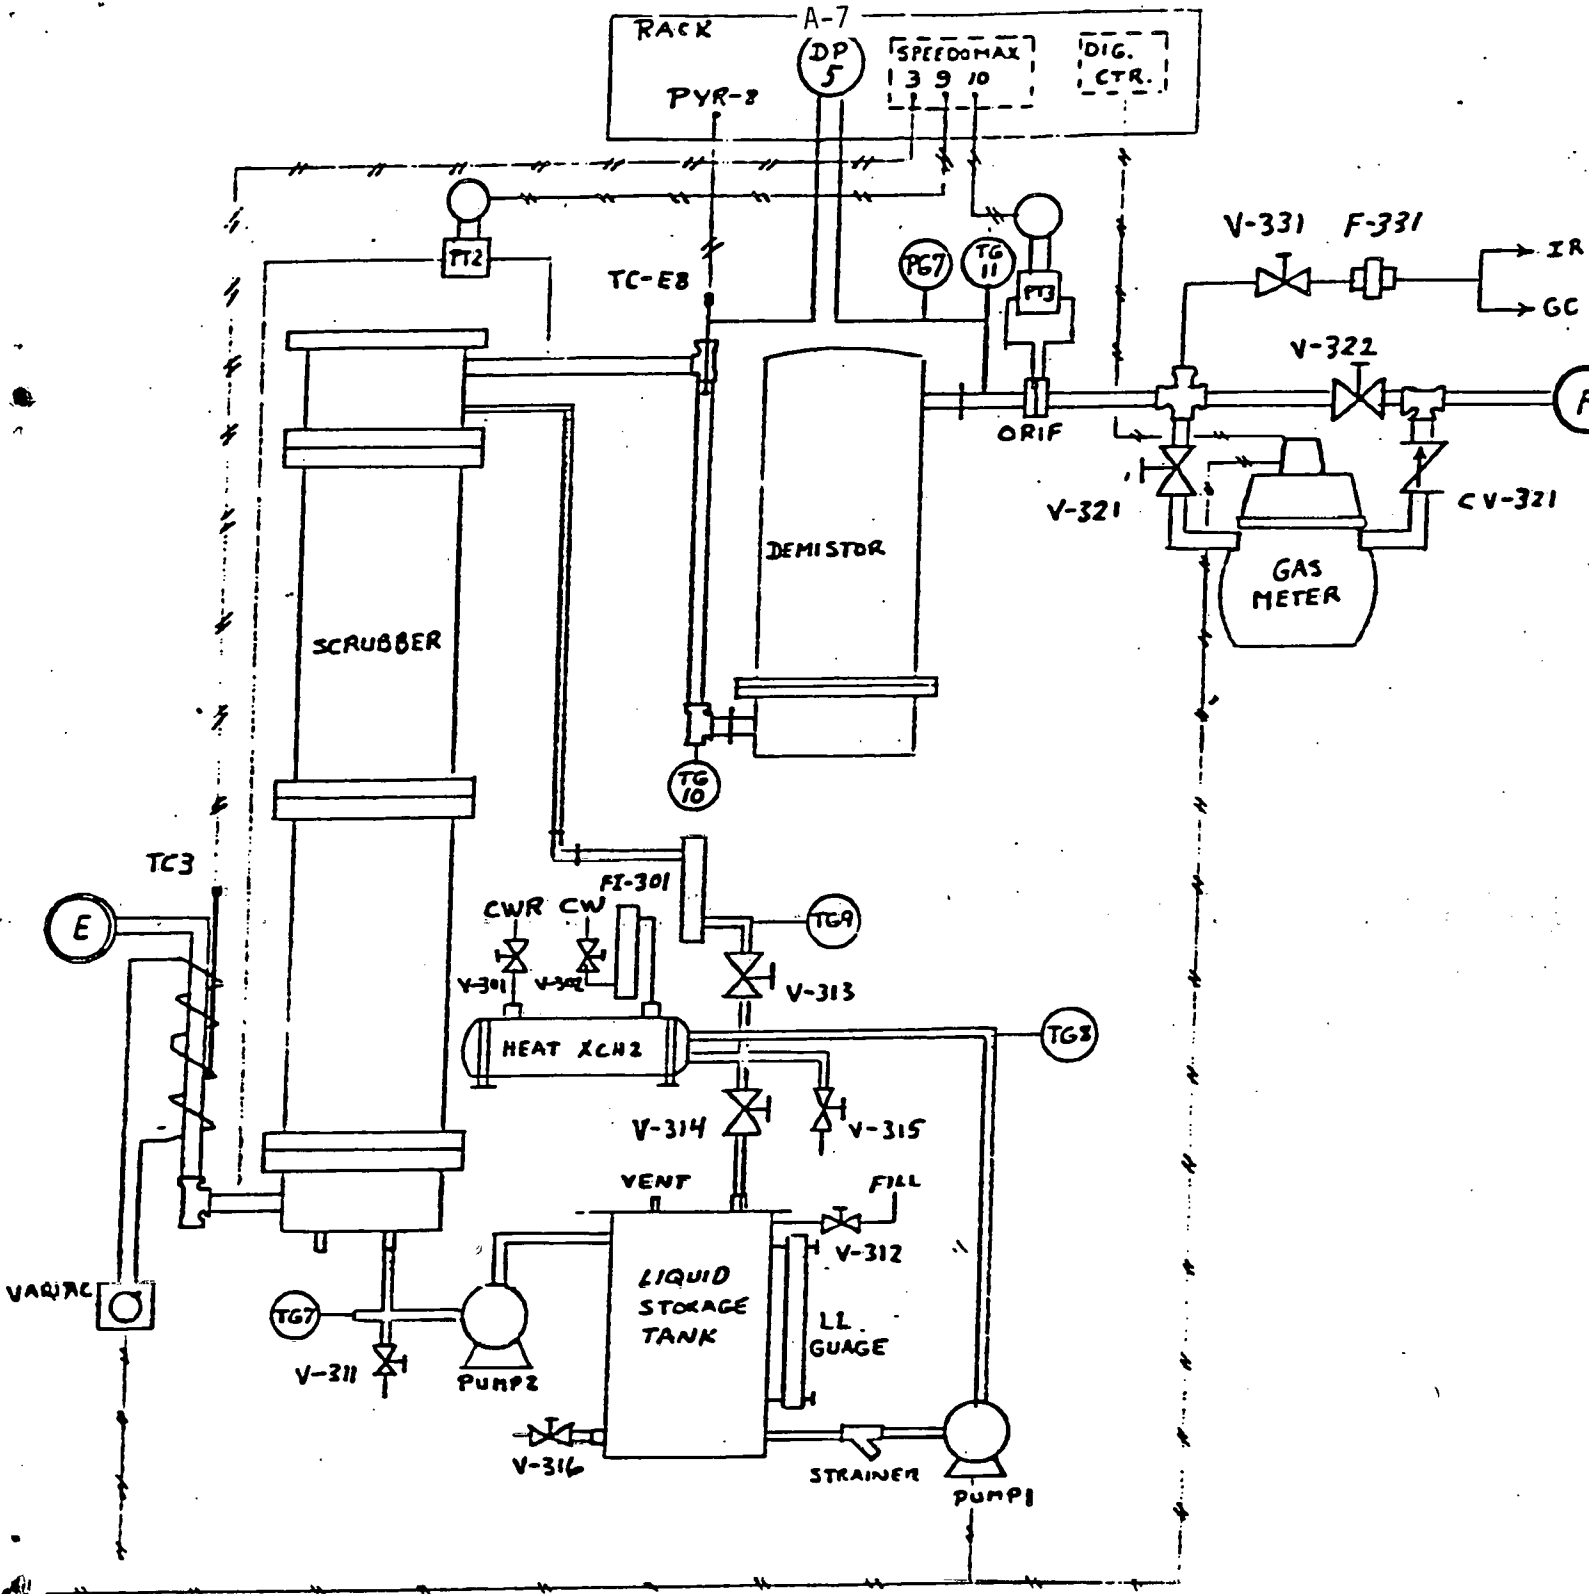 A-7
RACK
DP
5
SPEEDOMAX
3 9 10
DIG.
CTR.
PYR-8
PT2
TC-E8
PG7
TG
11
PT3
V-331
F-331
IR
GC
V-322
ORIF
V-321
CV-321
DEMISTOR
GAS
METER
SCRUBBER
TG
10
TC3
E
FI-301
CWR
CW
TG9
V-301
V-302
V-313
HEAT XCH2
TG8
V-314
V-315
VENT
FILL
V-312
VARIAC
LIQUID
STORAGE
TANK
LL
GUAGE
TG7
V-311
PUMP2
V-316
STRAINER
PUMP1